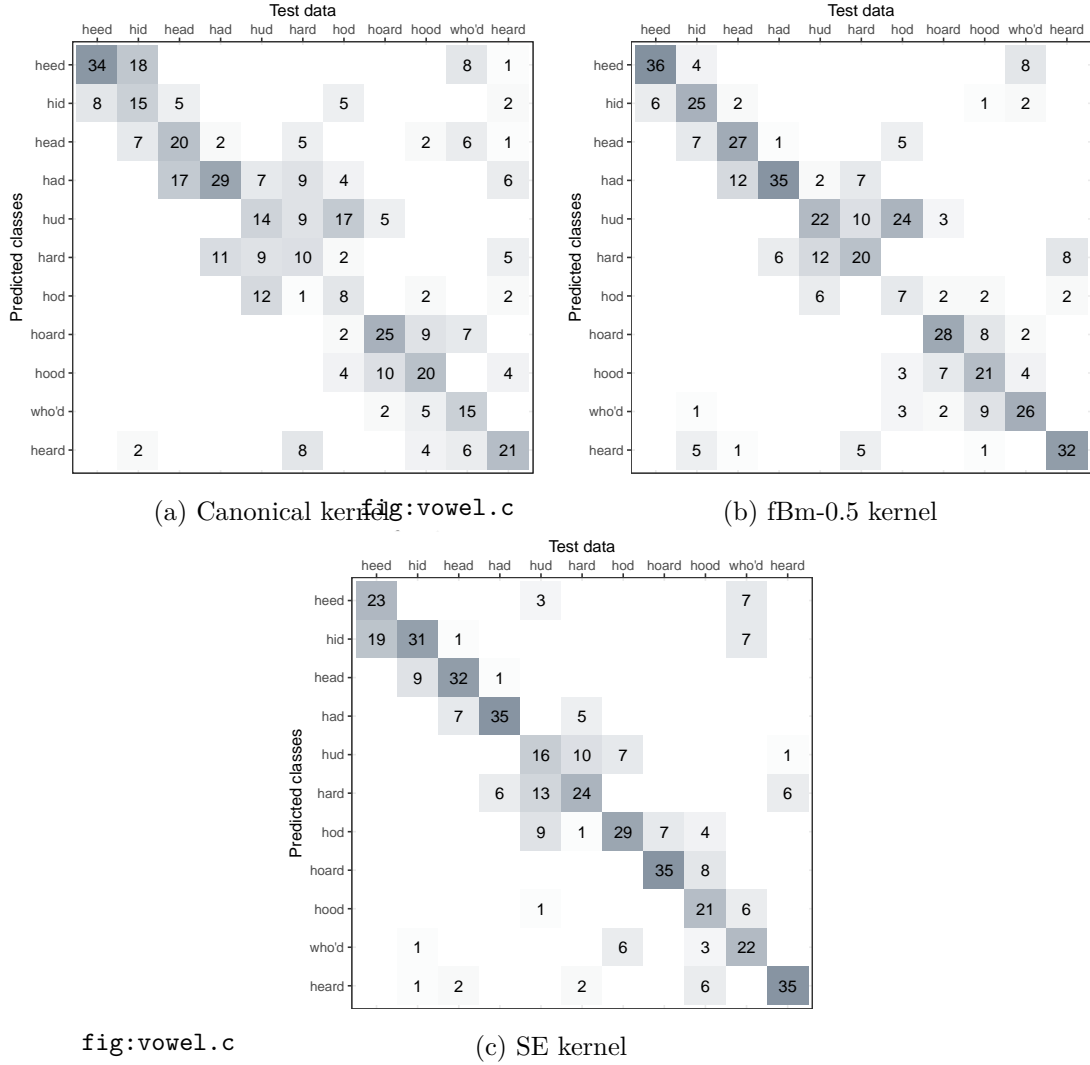 Test data
heed hid head had hud hard hod hoard hood who'd heard
Predicted classes
heed 34 18 8 1
hid 8 15 5 5 2
head 7 20 2 5 2 6 1
had 17 29 7 9 4 6
hud 14 9 17 5
hard 11 9 10 2 5
hod 12 1 8 2 2
hoard 2 25 9 7
hood 4 10 20 4
who'd 2 5 15
heard 2 8 4 6 21
(a) Canonical kernel
fig:vowel.c
Test data
heed hid head had hud hard hod hoard hood who'd heard
Predicted classes
heed 36 4 8
hid 6 25 2 1 2
head 7 27 1 5
had 12 35 2 7
hud 22 10 24 3
hard 6 12 20 8
hod 6 7 2 2 2
hoard 28 8 2
hood 3 7 21 4
who'd 1 3 2 9 26
heard 5 1 5 1 32
(b) fBm-0.5 kernel
Test data
heed hid head had hud hard hod hoard hood who'd heard
Predicted classes
heed 23 3 7
hid 19 31 1 7
head 9 32 1
had 7 35 5
hud 16 10 7 1
hard 6 13 24 6
hod 9 1 29 7 4
hoard 35 8
hood 1 21 6
who'd 1 6 3 22
heard 1 2 2 6 35
fig:vowel.c
(c) SE kernel